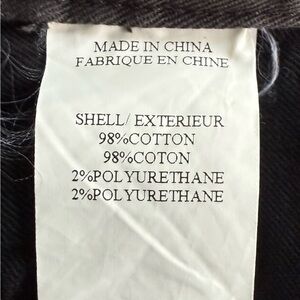 MADE IN CHINA
FABRIQUE EN CHINE
SHELL/ EXTERIEUR
98%COTTON
98%COTON
2%POLYURETHANE
2%POLYURETHANE